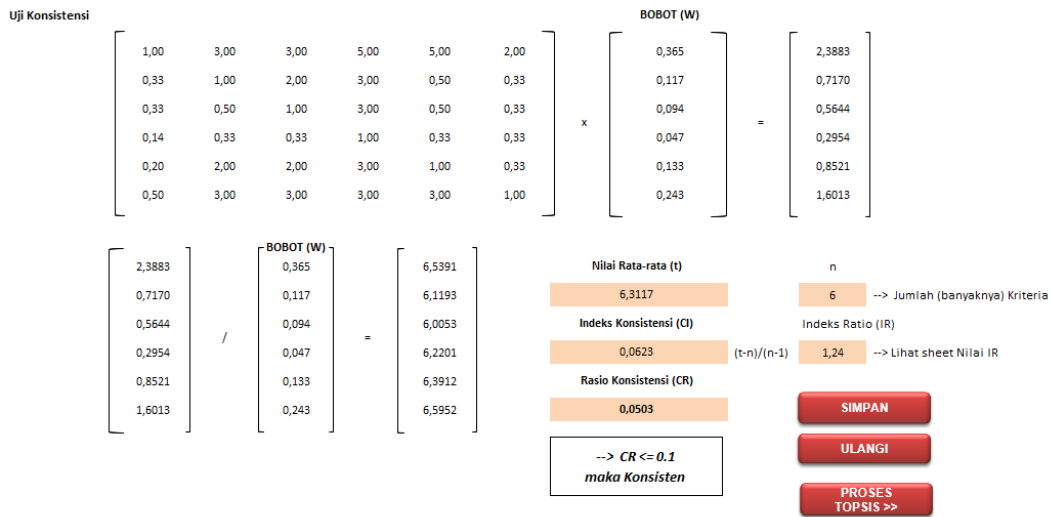 Uji Konsistensi
BOBOT (W)
1,00 3,00 3,00 5,00 5,00 2,00 0,365 2,3883
0,33 1,00 2,00 3,00 0,50 0,33 0,117 0,7170
0,33 0,50 1,00 3,00 0,50 0,33 0,094 0,5644
x =
0,14 0,33 0,33 1,00 0,33 0,33 0,047 0,2954
0,20 2,00 2,00 3,00 1,00 0,33 0,133 0,8521
0,50 3,00 3,00 3,00 3,00 1,00 0,243 1,6013
BOBOT (W)
2,3883 0,365 6,5391 Nilai Rata-rata (t) n
0,7170 0,117 6,1193 6,3117 6 --> Jumlah (banyaknya) Kriteria
0,5644 0,094 6,0053 Indeks Konsistensi (CI) Indeks Ratio (IR)
/ =
0,2954 0,047 6,2201 0,0623 (t-n)/(n-1) 1,24 --> Lihat sheet Nilai IR
0,8521 0,133 6,3912 Rasio Konsistensi (CR)
1,6013 0,243 6,5952 0,0503 SIMPAN
ULANGI
--> CR <= 0.1
maka Konsisten
PROSES
TOPSIS >>